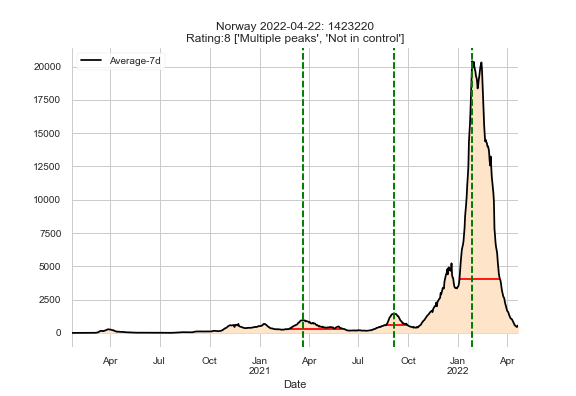 Norway 2022-04-22: 1423220
Rating:8 ['Multiple peaks', 'Not in control']
Average-7d
20000
17500
15000
12500
10000
7500
5000
2500
0
Apr Jul Oct Jan Apr Jul Oct Jan Apr
2021 2022
Date